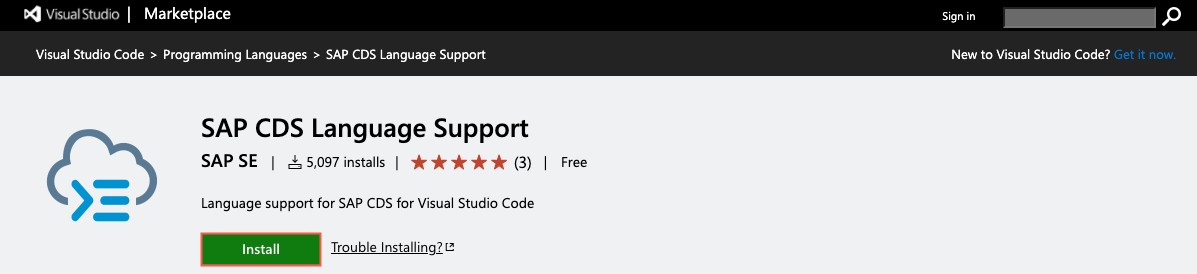 Visual Studio | Marketplace
Sign in
Visual Studio Code > Programming Languages > SAP CDS Language Support
New to Visual Studio Code? Get it now.
SAP CDS Language Support
SAP SE | 5,097 installs | (3) | Free
Language support for SAP CDS for Visual Studio Code
Install
Trouble Installing?